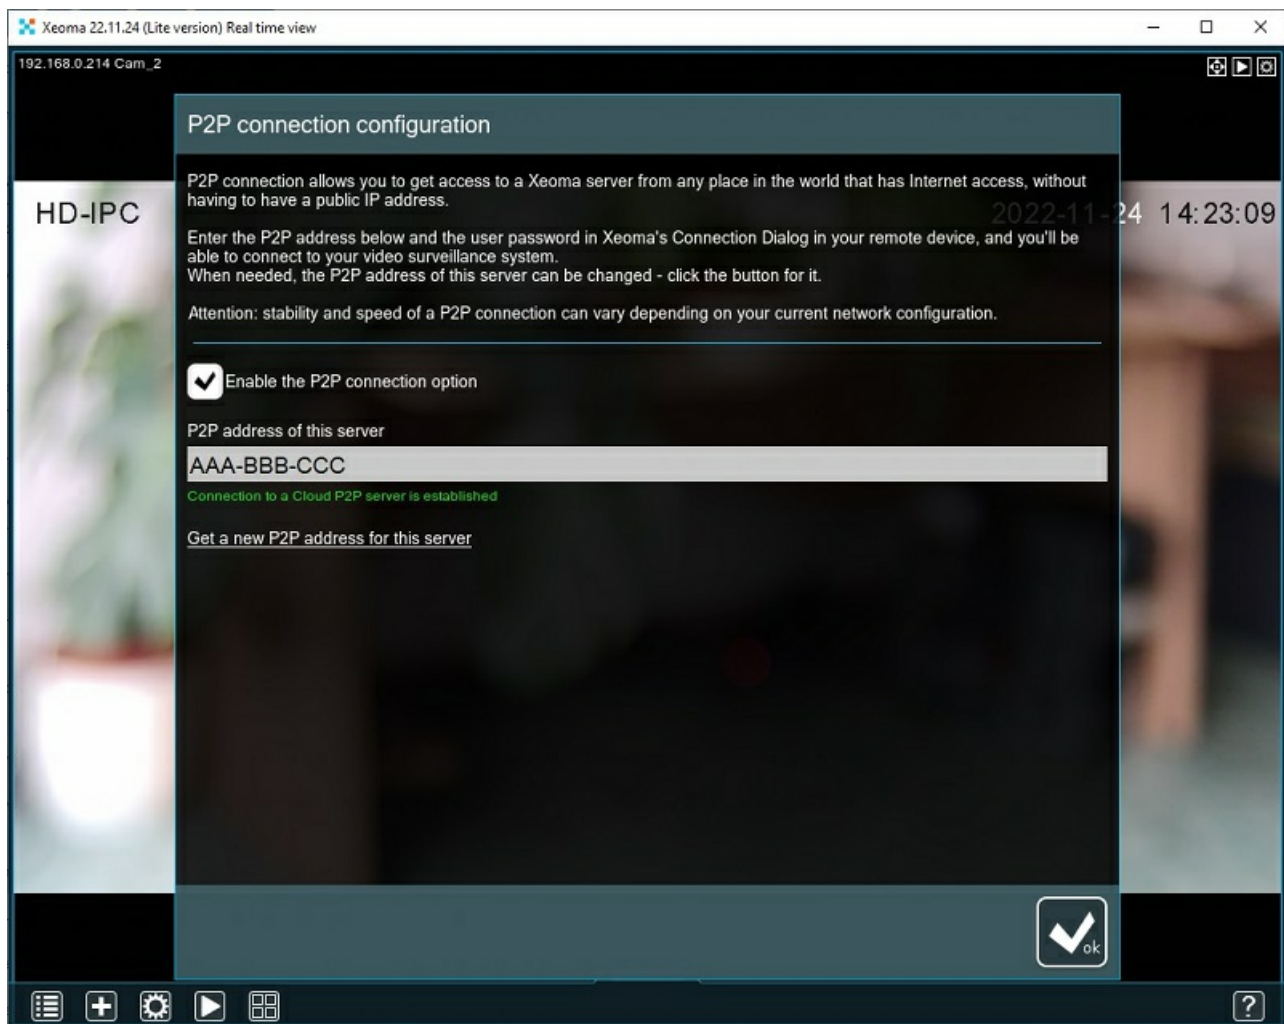 Xeoma 22.11.24 (Lite version) Real time view
192.168.0.214 Cam_2
P2P connection configuration
P2P connection allows you to get access to a Xeoma server from any place in the world that has Internet access, without
having to have a public IP address.
HD-IPC
2022-11-24 14:23:09
Enter the P2P address below and the user password in Xeoma's Connection Dialog in your remote device, and you'll be
able to connect to your video surveillance system.
When needed, the P2P address of this server can be changed - click the button for it.
Attention: stability and speed of a P2P connection can vary depending on your current network configuration.
Enable the P2P connection option
P2P address of this server
AAA-BBB-CCC
Connection to a Cloud P2P server is established
Get a new P2P address for this server
ok
?